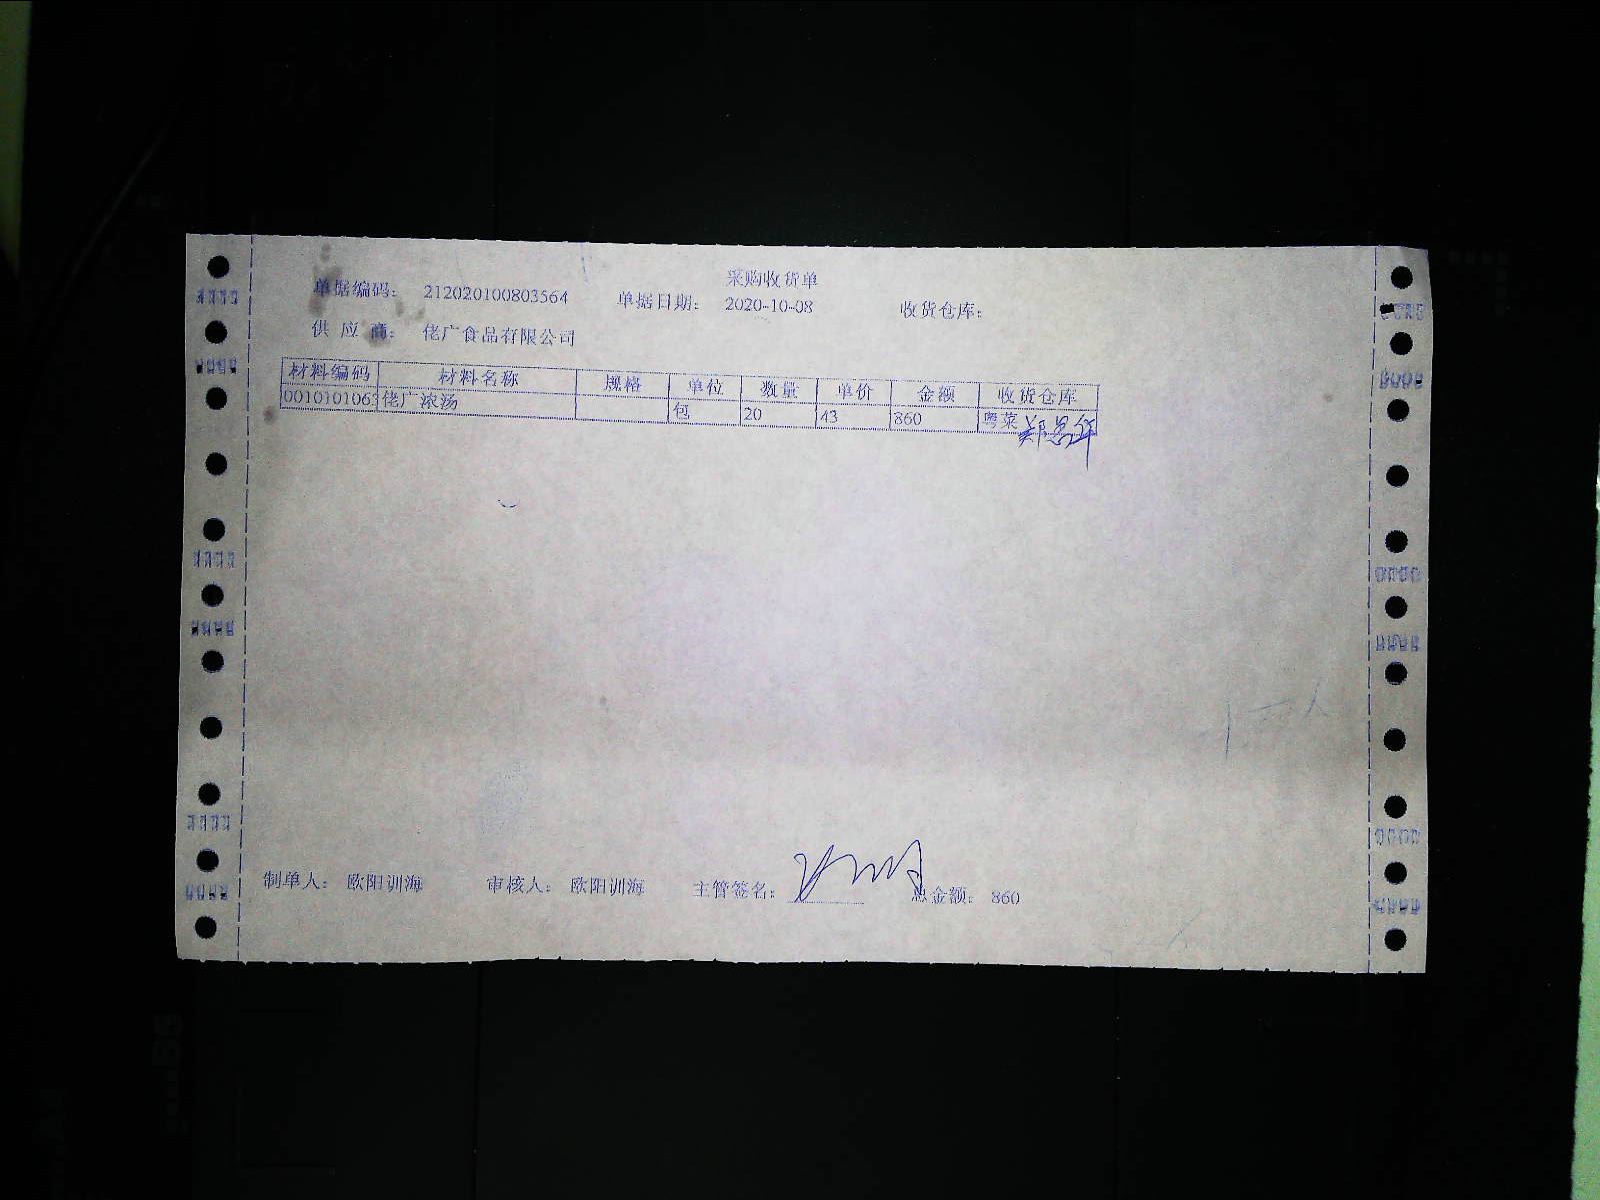 采购收货单
单据编码： 212020100803564 单据日期： 2020-10-08 收货仓库：
供 应 商： 佬广食品有限公司
材料编码 材料名称 规格 单位 数量 单价 金额 收货仓库
0010101063 佬广浓汤 包 20 43 860 粤菜
制单人： 欧阳训海 审核人： 欧阳训海 主管签名： 总金额： 860